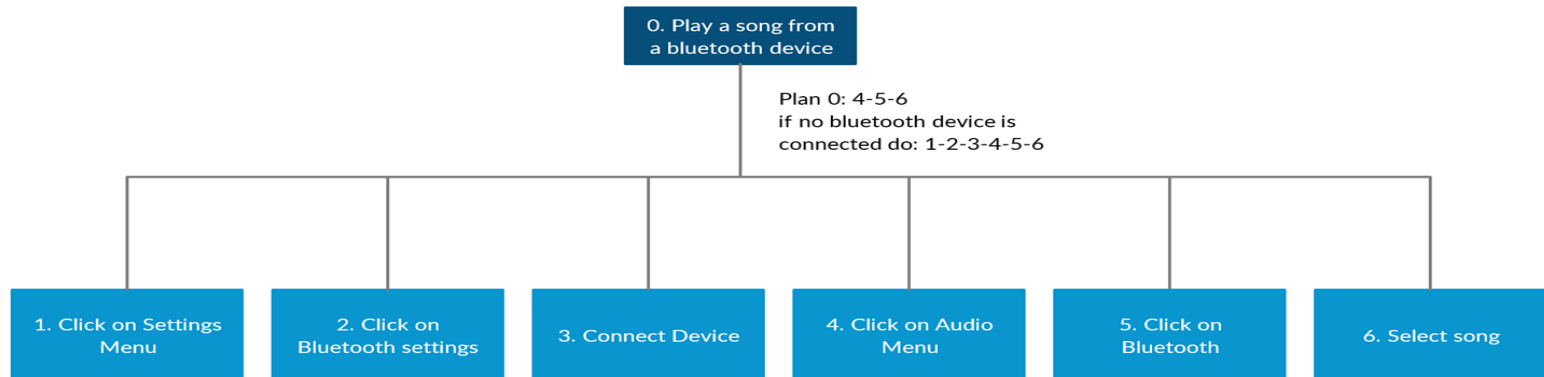 0. Play a song from
a bluetooth device
Plan 0: 4-5-6
if no bluetooth device is
connected do: 1-2-3-4-5-6
1. Click on Settings
Menu
2. Click on
Bluetooth settings
3. Connect Device
4. Click on Audio
Menu
5. Click on
Bluetooth
6. Select song